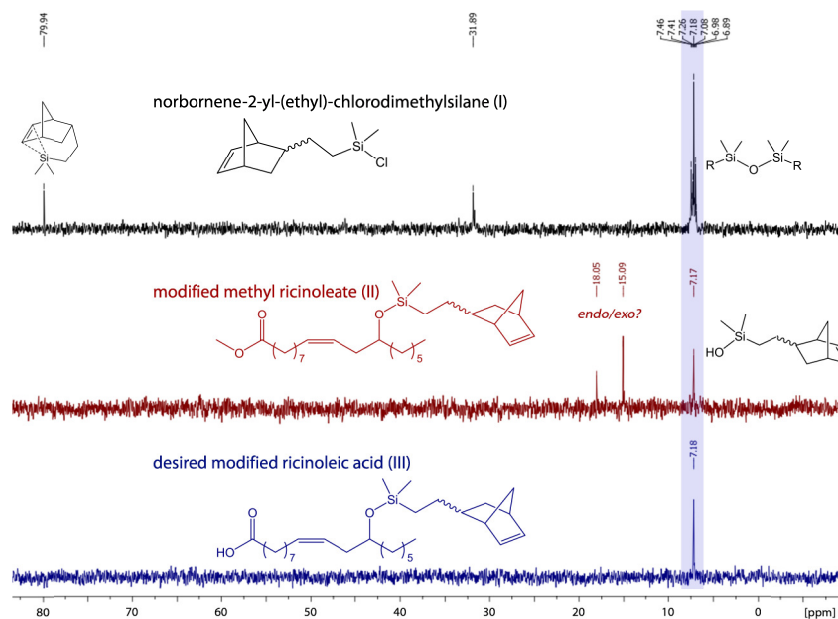 79.94
31.89
7.46
7.41
7.26
7.18
7.08
6.98
6.89
norbornene-2-yl-(ethyl)-chlorodimethylsilane (I)
Si
Si
Cl
R
Si
O
Si
R
modified methyl ricinoleate (II)
18.05
15.09
7.17
endo/exo?
O
O
7
O
Si
5
HO
Si
desired modified ricinoleic acid (III)
7.18
O
HO
7
O
Si
5
80 70 60 50 40 30 20 10 0 [ppm]